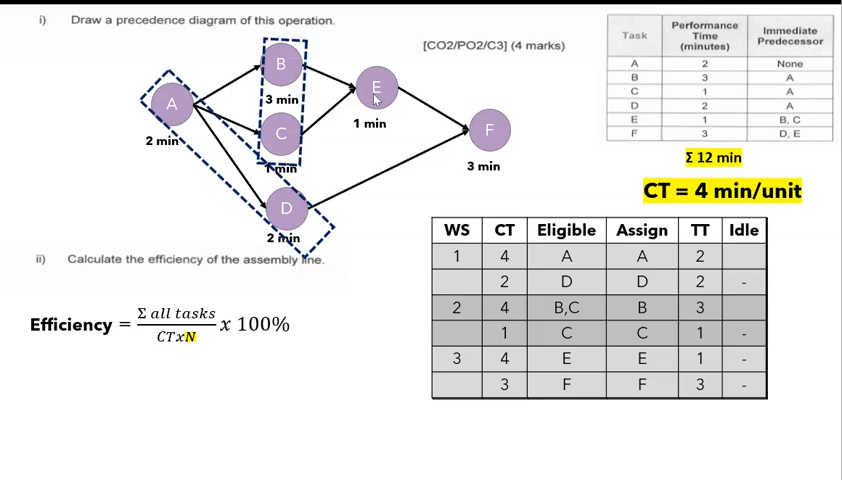 i) Draw a precedence diagram of this operation.
[CO2/PO2/C3] (4 marks)
A
2 min
B
3 min
C
1 min
D
2 min
E
1 min
F
3 min
Task Performance Time (minutes) Immediate Predecessor
A 2 None
B 3 A
C 1 A
D 2 A
E 1 B, C
F 3 D, E
Σ 12 min
CT = 4 min/unit
ii) Calculate the efficiency of the assembly line.
Efficiency = Σ all tasks / CTxN x 100%
WS CT Eligible Assign TT Idle
1 4 A A 2
2 D D 2 -
2 4 B,C B 3
1 C C 1 -
3 4 E E 1 -
3 F F 3 -